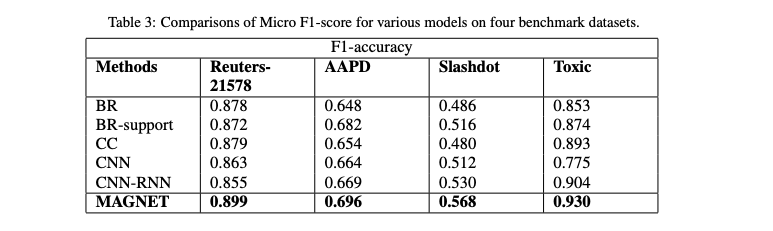 Table 3: Comparisons of Micro F1-score for various models on four benchmark datasets.
F1-accuracy
Methods Reuters- AAPD Slashdot Toxic
21578
BR 0.878 0.648 0.486 0.853
BR-support 0.872 0.682 0.516 0.874
CC 0.879 0.654 0.480 0.893
CNN 0.863 0.664 0.512 0.775
CNN-RNN 0.855 0.669 0.530 0.904
MAGNET 0.899 0.696 0.568 0.930